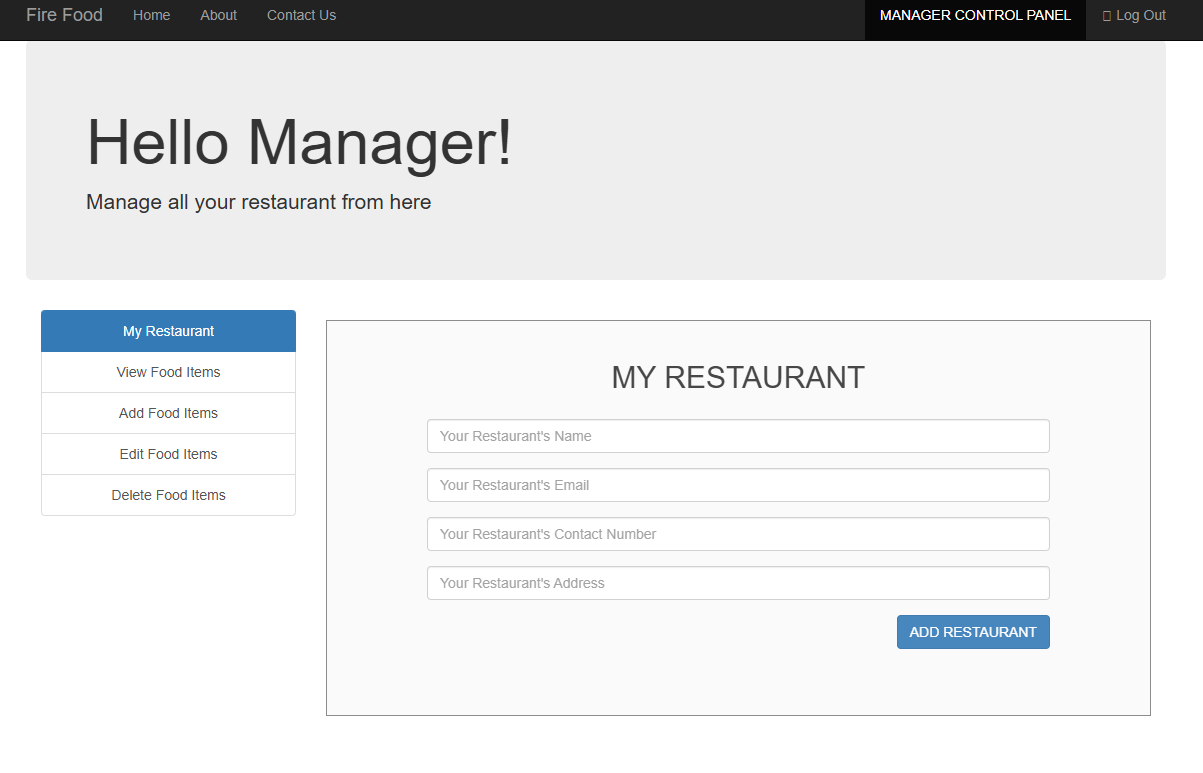 Fire Food Home About Contact Us MANAGER CONTROL PANEL Log Out
Hello Manager!
Manage all your restaurant from here
My Restaurant
View Food Items
Add Food Items
Edit Food Items
Delete Food Items
MY RESTAURANT
Your Restaurant's Name
Your Restaurant's Email
Your Restaurant's Contact Number
Your Restaurant's Address
ADD RESTAURANT